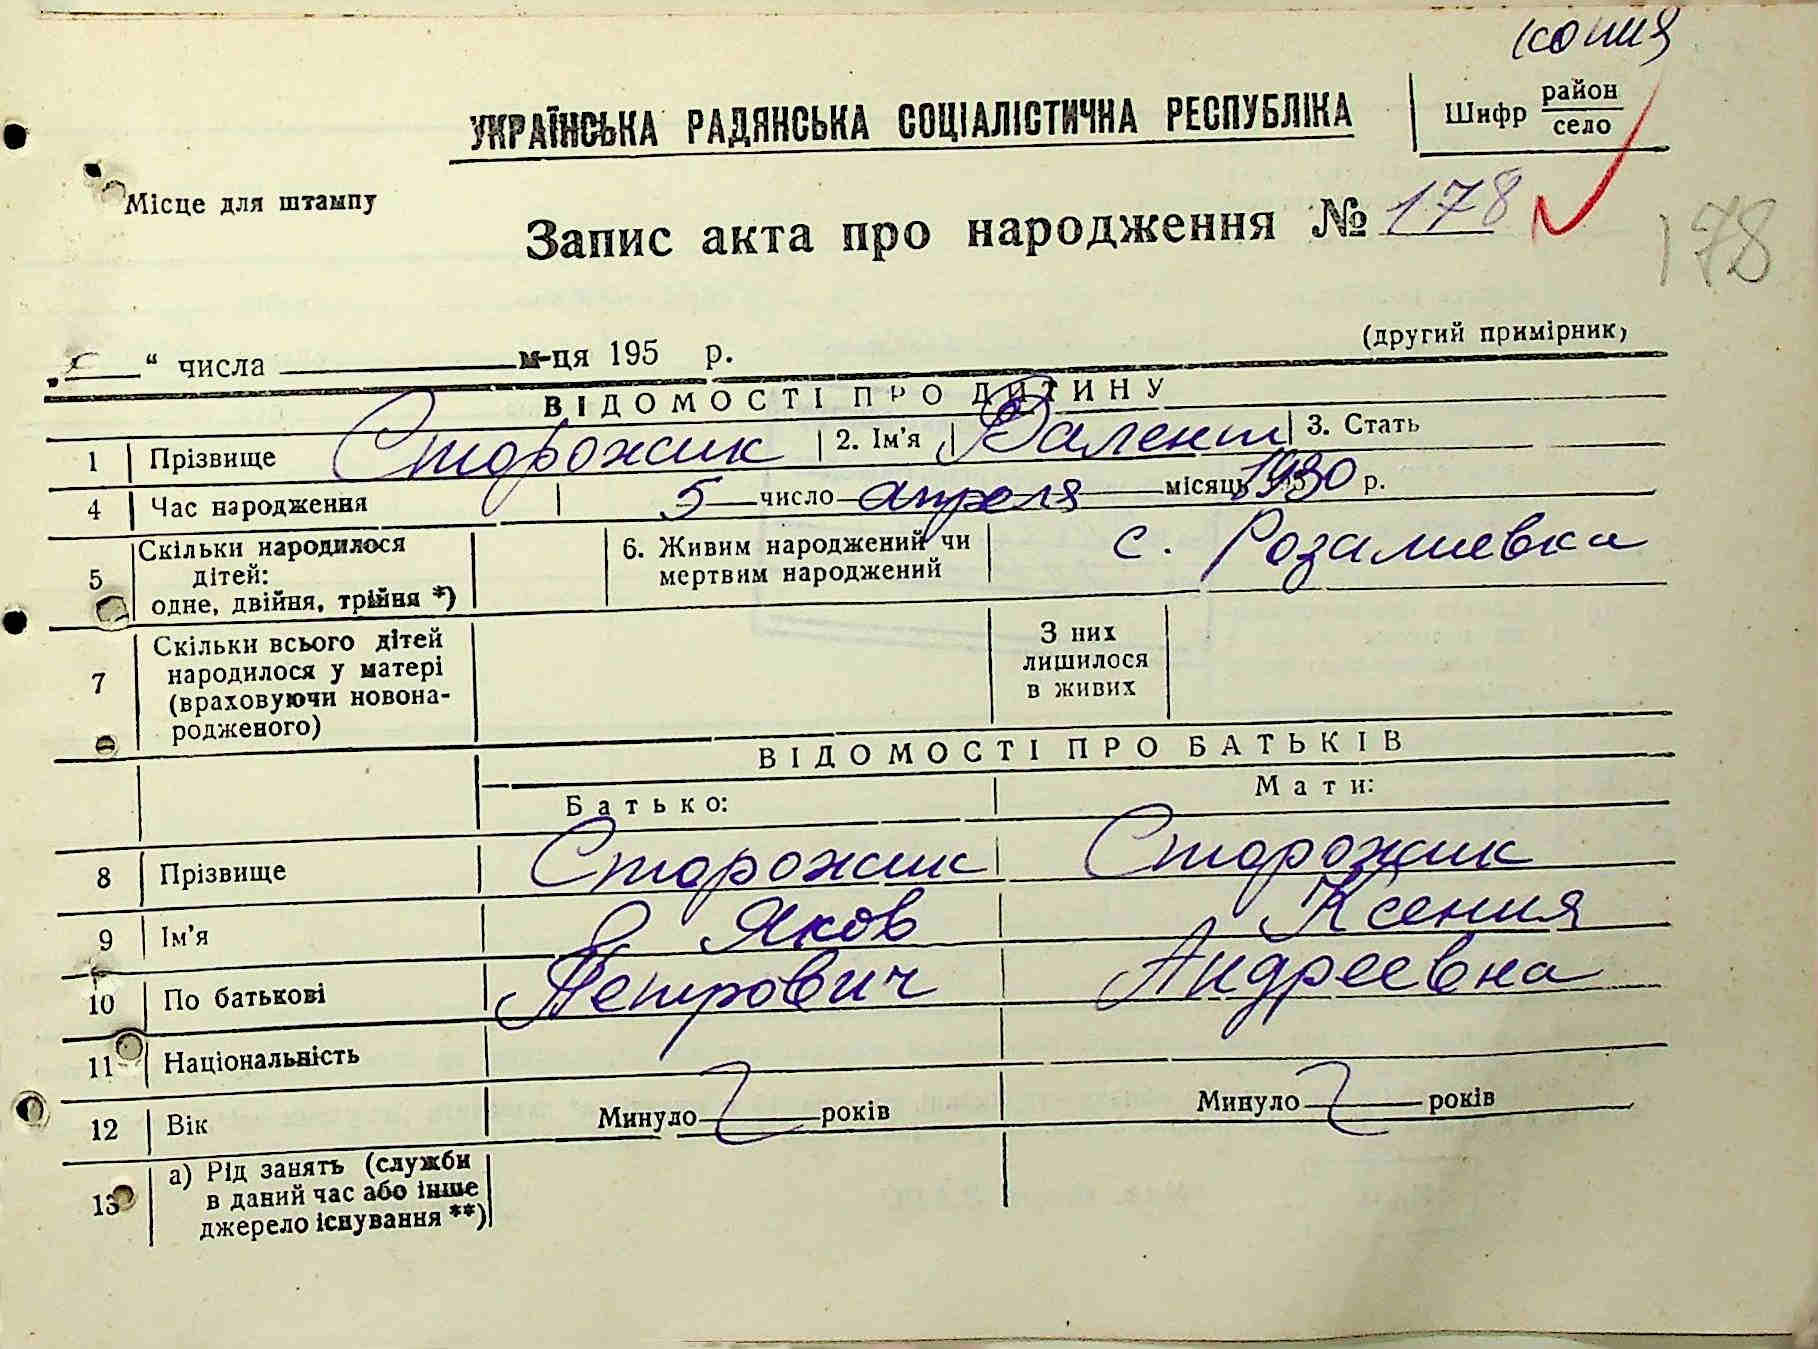 копия
УКРАЇНСЬКА РАДЯНСЬКА СОЦІАЛІСТИЧНА РЕСПУБЛІКА
Шифр район
село
Місце для штампу
Запис акта про народження № 178
178
“ числа м-ця 195 р.
(другий примірник)
ВІДОМОСТІ ПРО ДИТИНУ
1 Прізвище Сторожик 2. Ім’я Валент 3. Стать
4 Час народження 5 число апреля місяць 1930 р.
5 Скільки народилося
дітей:
одне, двійня, трійня *)
6. Живим народжений чи
мертвим народжений
с. Розалиевка
7 Скільки всього дітей
народилося у матері
(враховуючи новона-
родженого)
З них
лишилося
в живих
ВІДОМОСТІ ПРО БАТЬКІВ
Батько: Мати:
8 Прізвище Сторожик Сторожик
9 Ім’я Яков Ксения
10 По батькові Петрович Андреевна
11 Національність
12 Вік Минуло років Минуло років
13 а) Рід занять (служби
в даний час або інше
джерело існування **)